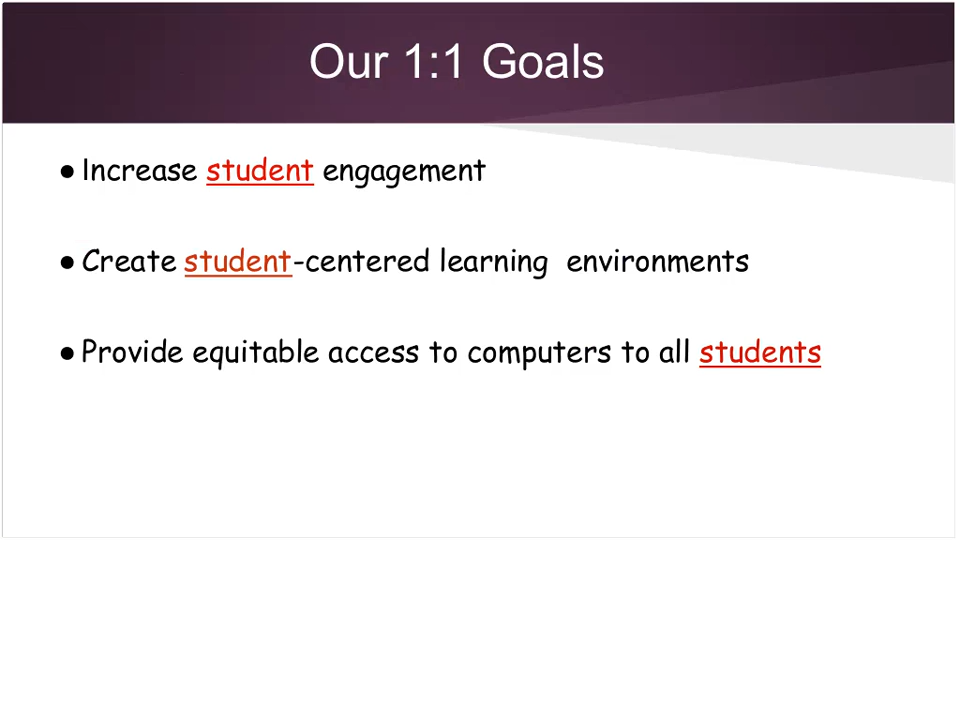 Our 1:1 Goals
● Increase student engagement
● Create student-centered learning environments
● Provide equitable access to computers to all students